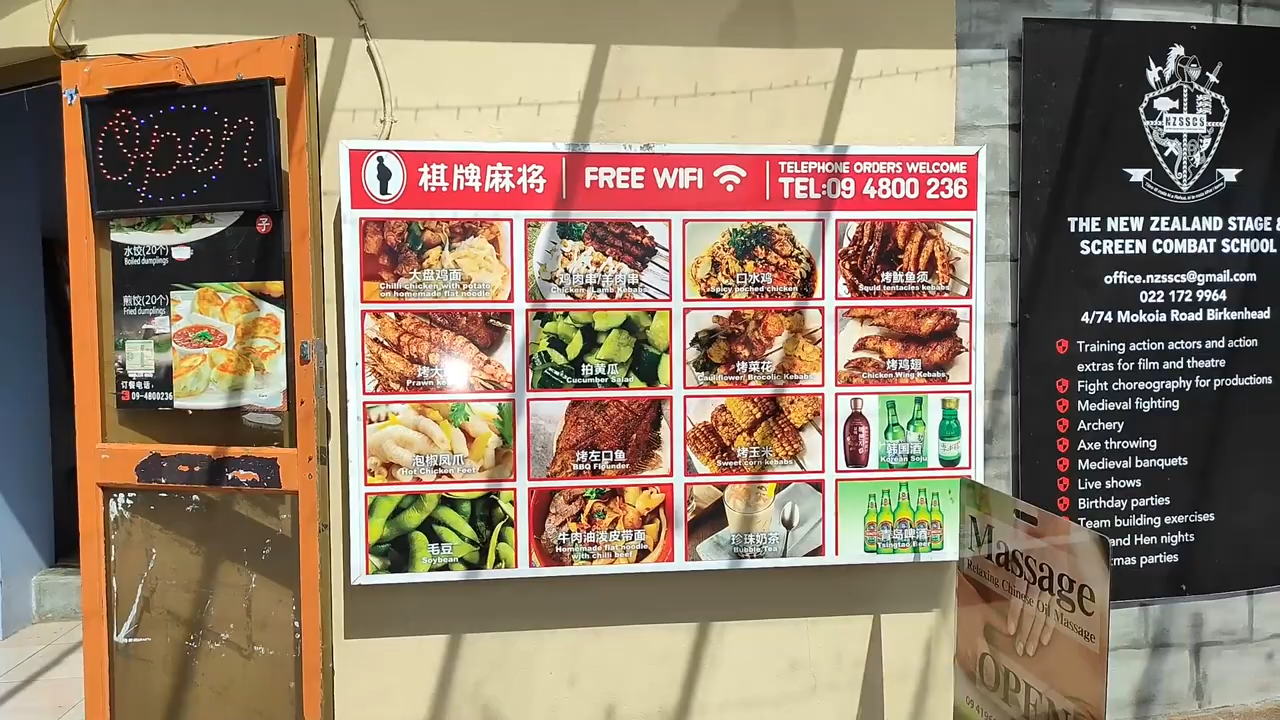 Open
水饺(20个)
Boiled dumplings
子
煎饺(20个)
Fried dumplings
订餐电话:
09-4800236
棋牌麻将
FREE WIFI
TELEPHONE ORDERS WELCOME
TEL:09 4800 236
大盘鸡面
Chilli chicken with potato
on homemade flat noodle
鸡肉串/羊肉串
Chicken/ Lamb Kebabs
口水鸡
Spicy poched chicken
烤鱿鱼须
Squid tentacles kebabs
烤大
Prawn
拍黄瓜
Cucumber Salad
烤菜花
Cauliflower/ Brocolic Kebabs
烤鸡翅
Chicken Wing Kebabs
泡椒凤爪
Hot Chicken Feet
烤左口鱼
BBQ Flounder
烤玉米
Sweet corn kebabs
韩国酒
Korean Soju
毛豆
Soybean
牛肉油泼皮带面
Homemade flat noodle
with chilli beef
珍珠奶茶
Bubble Tea
青岛啤酒
Tsingtao Beer
NZSSCS
THE NEW ZEALAND STAGE &
SCREEN COMBAT SCHOOL
office.nzsscs@gmail.com
022 172 9964
4/74 Mokoia Road Birkenhead
Training action actors and action
extras for film and theatre
Fight choreography for productions
Medieval fighting
Archery
Axe throwing
Medieval banquets
Live shows
Birthday parties
Team building exercises
and Hen nights
parties
Massage
Relaxing Chinese Oil Massage
OPEN